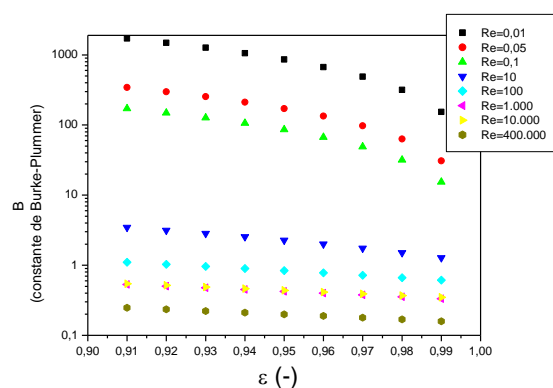 Re=0,01
Re=0,05
Re=0,1
Re=10
Re=100
Re=1.000
Re=10.000
Re=400.000
1000
100
10
1
0,1
B
(constante de Burke-Plummer)
0,90 0,91 0,92 0,93 0,94 0,95 0,96 0,97 0,98 0,99 1,00
ε (-)